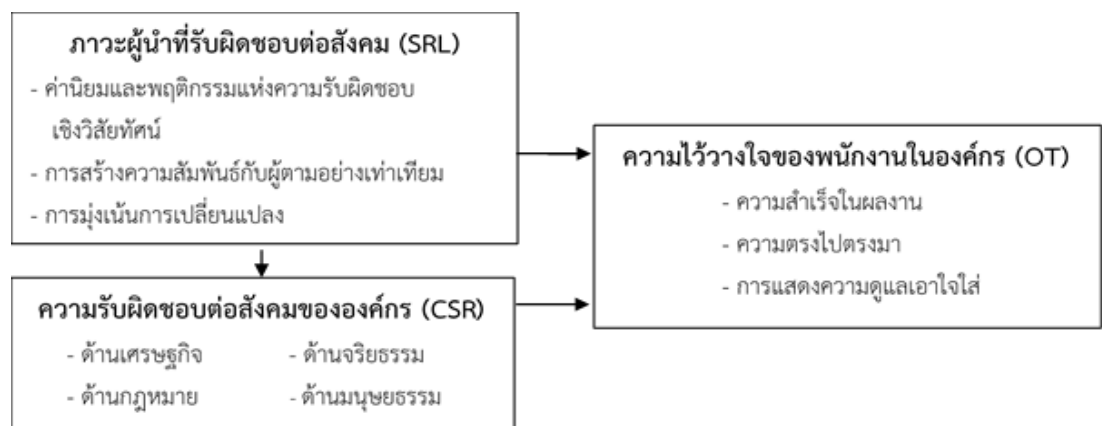 ภาวะผู้นำที่รับผิดชอบต่อสังคม (SRL)
- ค่านิยมและพฤติกรรมแห่งความรับผิดชอบ
เชิงวิสัยทัศน์
- การสร้างความสัมพันธ์กับผู้ตามอย่างเท่าเทียม
- การมุ่งเน้นการเปลี่ยนแปลง
ความรับผิดชอบต่อสังคมขององค์กร (CSR)
- ด้านเศรษฐกิจ - ด้านจริยธรรม
- ด้านกฎหมาย - ด้านมนุษยธรรม
ความไว้วางใจของพนักงานในองค์กร (OT)
- ความสำเร็จในผลงาน
- ความตรงไปตรงมา
- การแสดงความดูแลเอาใจใส่